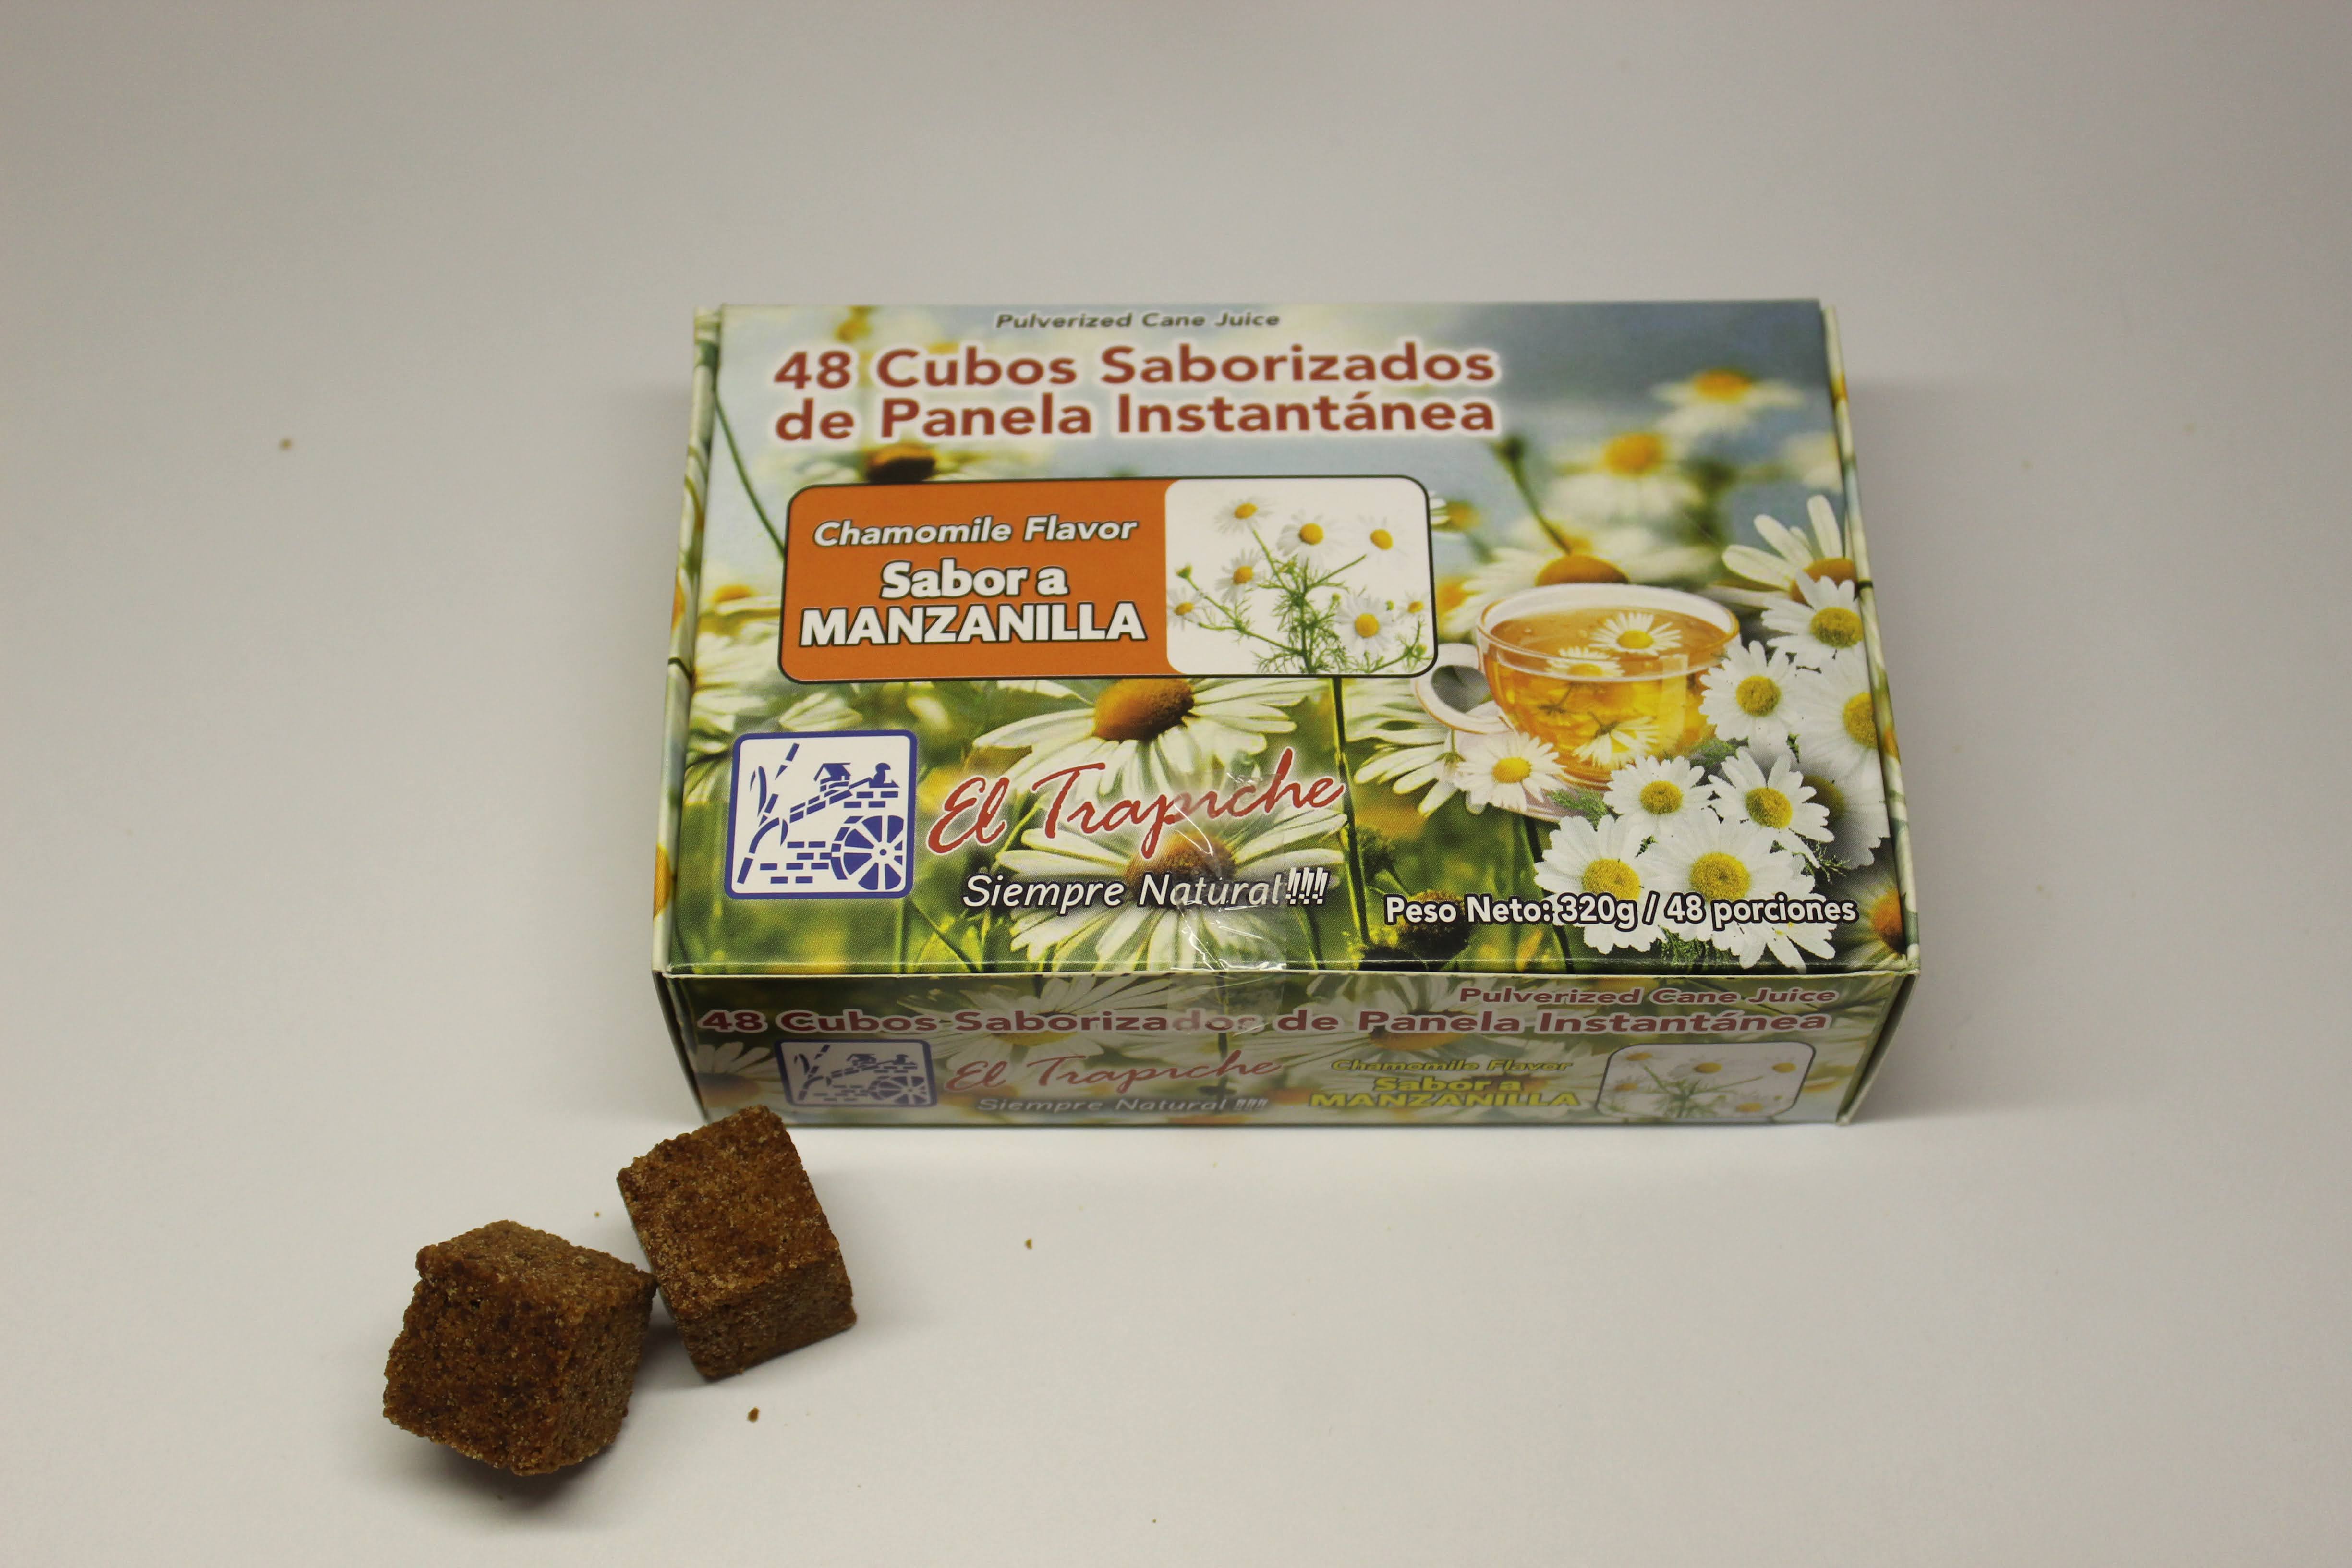 Pulverized Cane Juice
48 Cubos Saborizados
de Panela Instantánea
Chamomile Flavor
Sabor a
MANZANILLA
El Trapiche
Siempre Natural!!!!
Peso Neto: 320g / 48 porciones
Pulverized Cane Juice
48 Cubos Saborizados de Panela Instantánea
El Trapiche
Siempre Natural !!!!
Chamomile Flavor
Sabor a
MANZANILLA